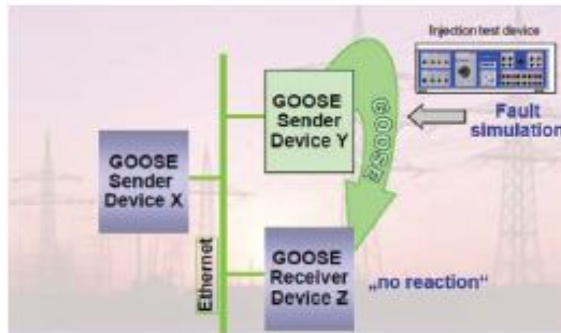 Injection test device
GOOSE
Sender
Device Y
GOOSE
Fault
simulation
GOOSE
Sender
Device X
Ethernet
GOOSE
Receiver
Device Z
„no reaction“